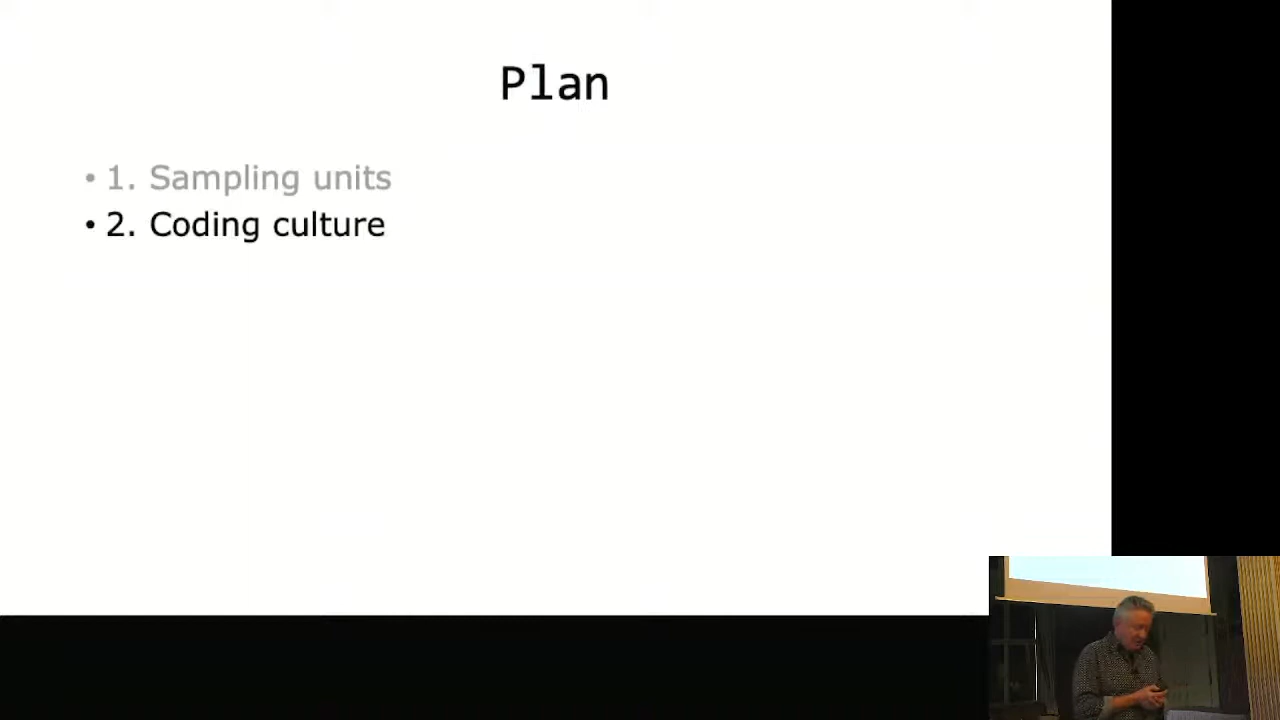 Plan
• 1. Sampling units
• 2. Coding culture